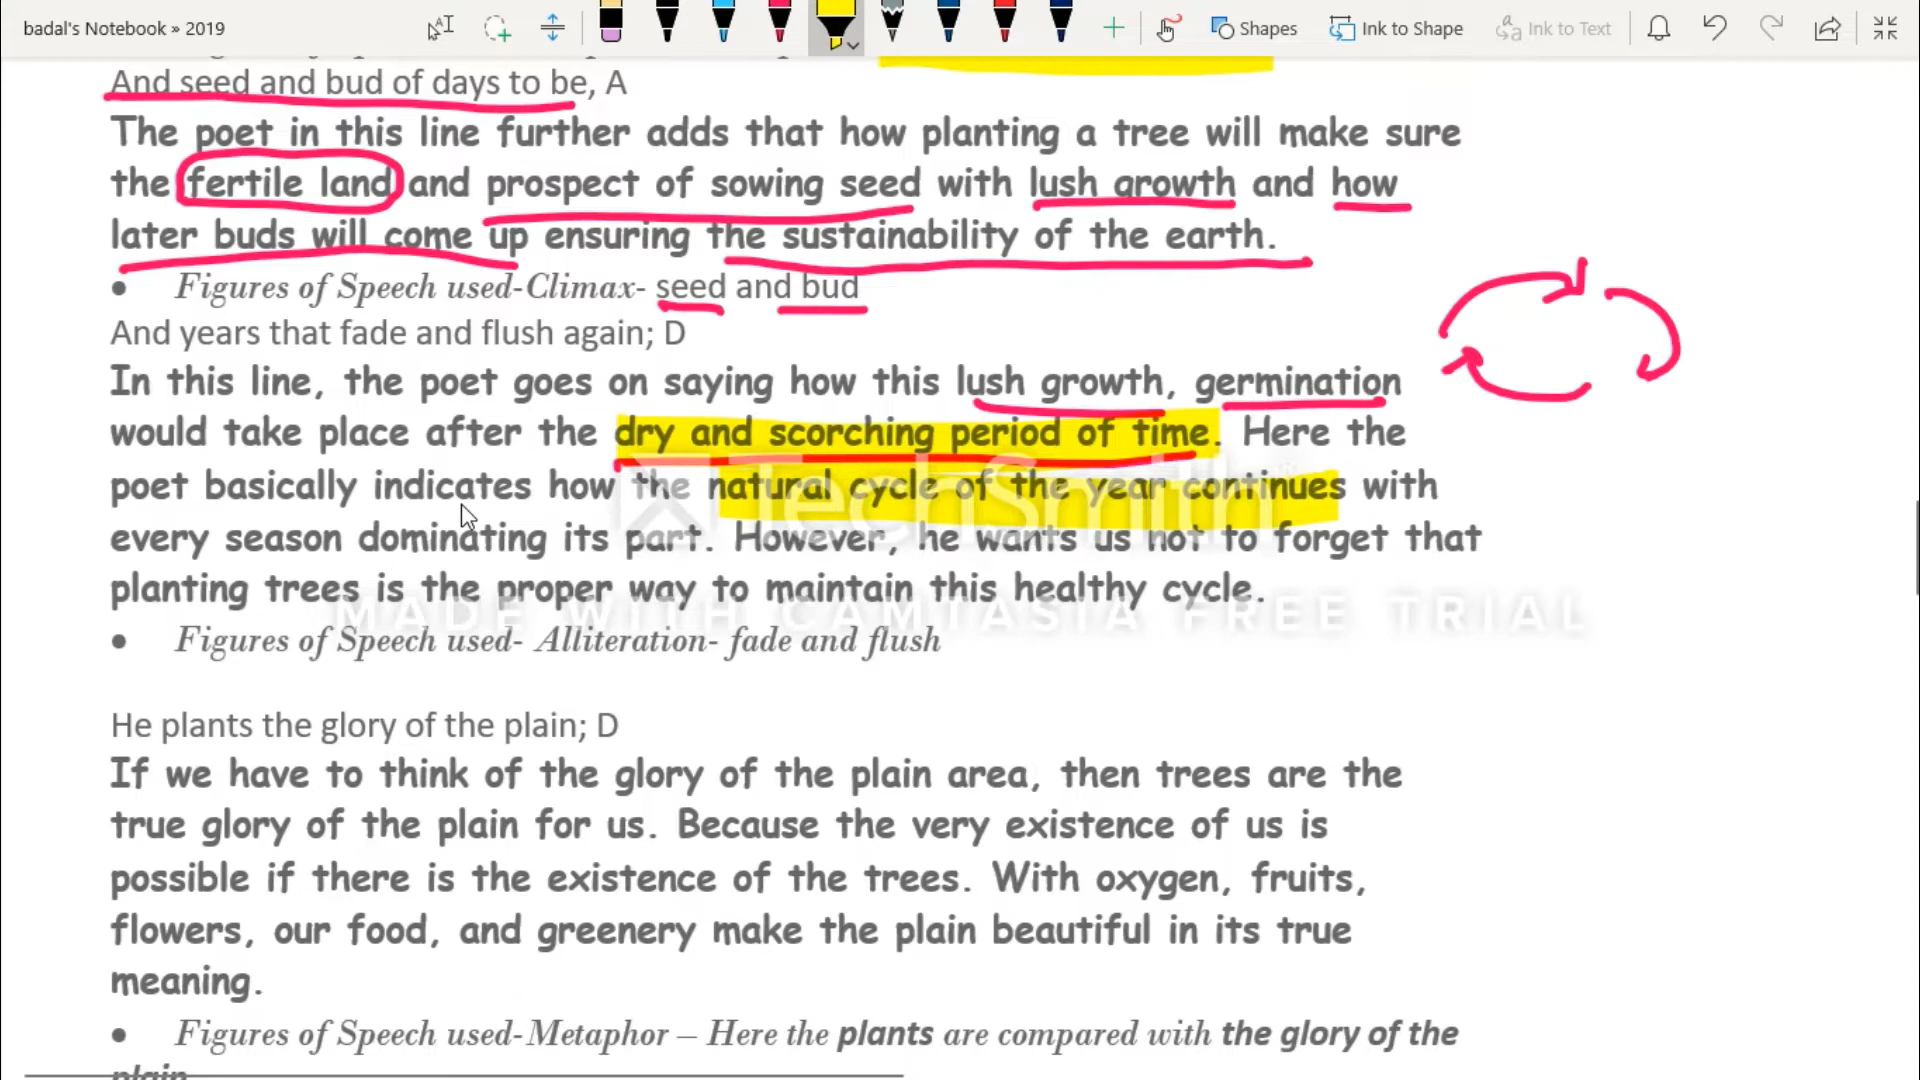 badal's Notebook » 2019
Shapes
Ink to Shape
Ink to Text
And seed and bud of days to be, A
The poet in this line further adds that how planting a tree will make sure
the fertile land and prospect of sowing seed with lush growth and how
later buds will come up ensuring the sustainability of the earth.
• Figures of Speech used-Climax- seed and bud
And years that fade and flush again; D
In this line, the poet goes on saying how this lush growth, germination
would take place after the dry and scorching period of time. Here the
poet basically indicates how the natural cycle of the year continues with
TechSmith
every season dominating its part. However, he wants us not to forget that
planting trees is the proper way to maintain this healthy cycle.
MADE WITH CAMTASIA FREE TRIAL
• Figures of Speech used- Alliteration- fade and flush
He plants the glory of the plain; D
If we have to think of the glory of the plain area, then trees are the
true glory of the plain for us. Because the very existence of us is
possible if there is the existence of the trees. With oxygen, fruits,
flowers, our food, and greenery make the plain beautiful in its true
meaning.
• Figures of Speech used-Metaphor – Here the plants are compared with the glory of the
plain